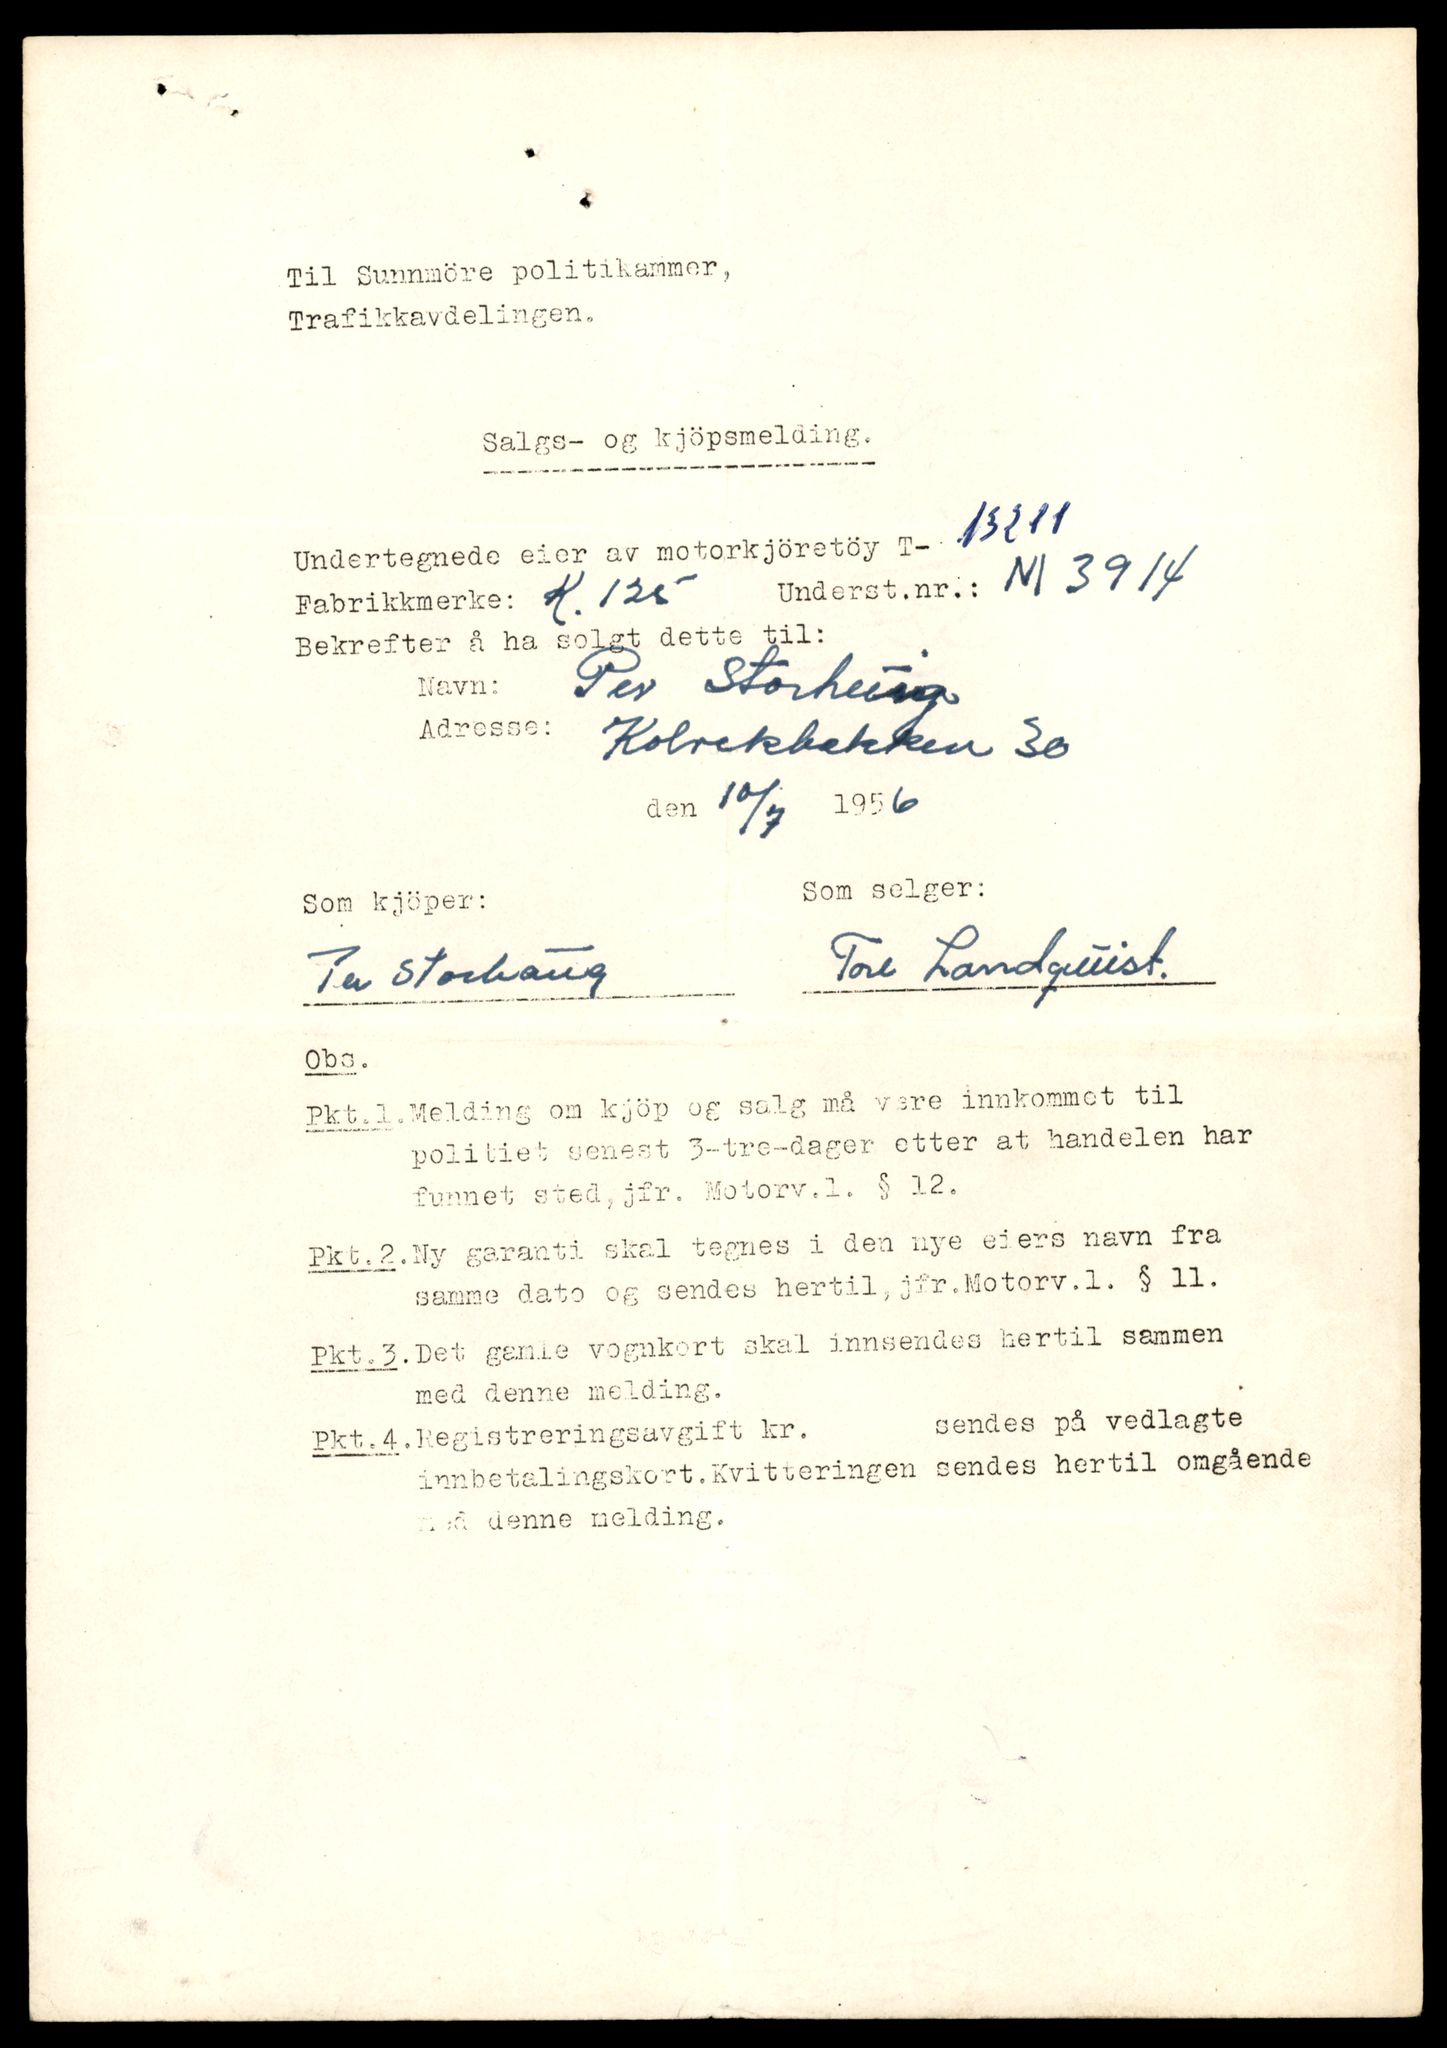 Til Sunnmöre politikammer,
Trafikkavdelingen.
Salgs- og kjöpsmelding.
Undertegnede eier av motorkjöretöy T- 13211
Fabrikkmerke: K. 125 Underst.nr.: M 3914
Bekrefter å ha solgt dette til:
Navn: Per Storhaug
Adresse: Kolvekbakken 30
den 10/7 1956
Som kjöper: Som selger:
Per Storhaug Tore Landquist.
Obs.
Pkt.1.Melding om kjöp og salg må være innkommet til
politiet senest 3-tre-dager etter at handelen har
funnet sted,jfr. Motorv.l. § 12.
Pkt.2.Ny garanti skal tegnes i den nye eiers navn fra
samme dato og sendes hertil,jfr.Motorv.l. § 11.
Pkt.3.Det gamle vognkort skal innsendes hertil sammen
med denne melding.
Pkt.4.Registreringsavgift kr. sendes på vedlagte
innbetalingskort.Kvitteringen sendes hertil omgående
med denne melding.